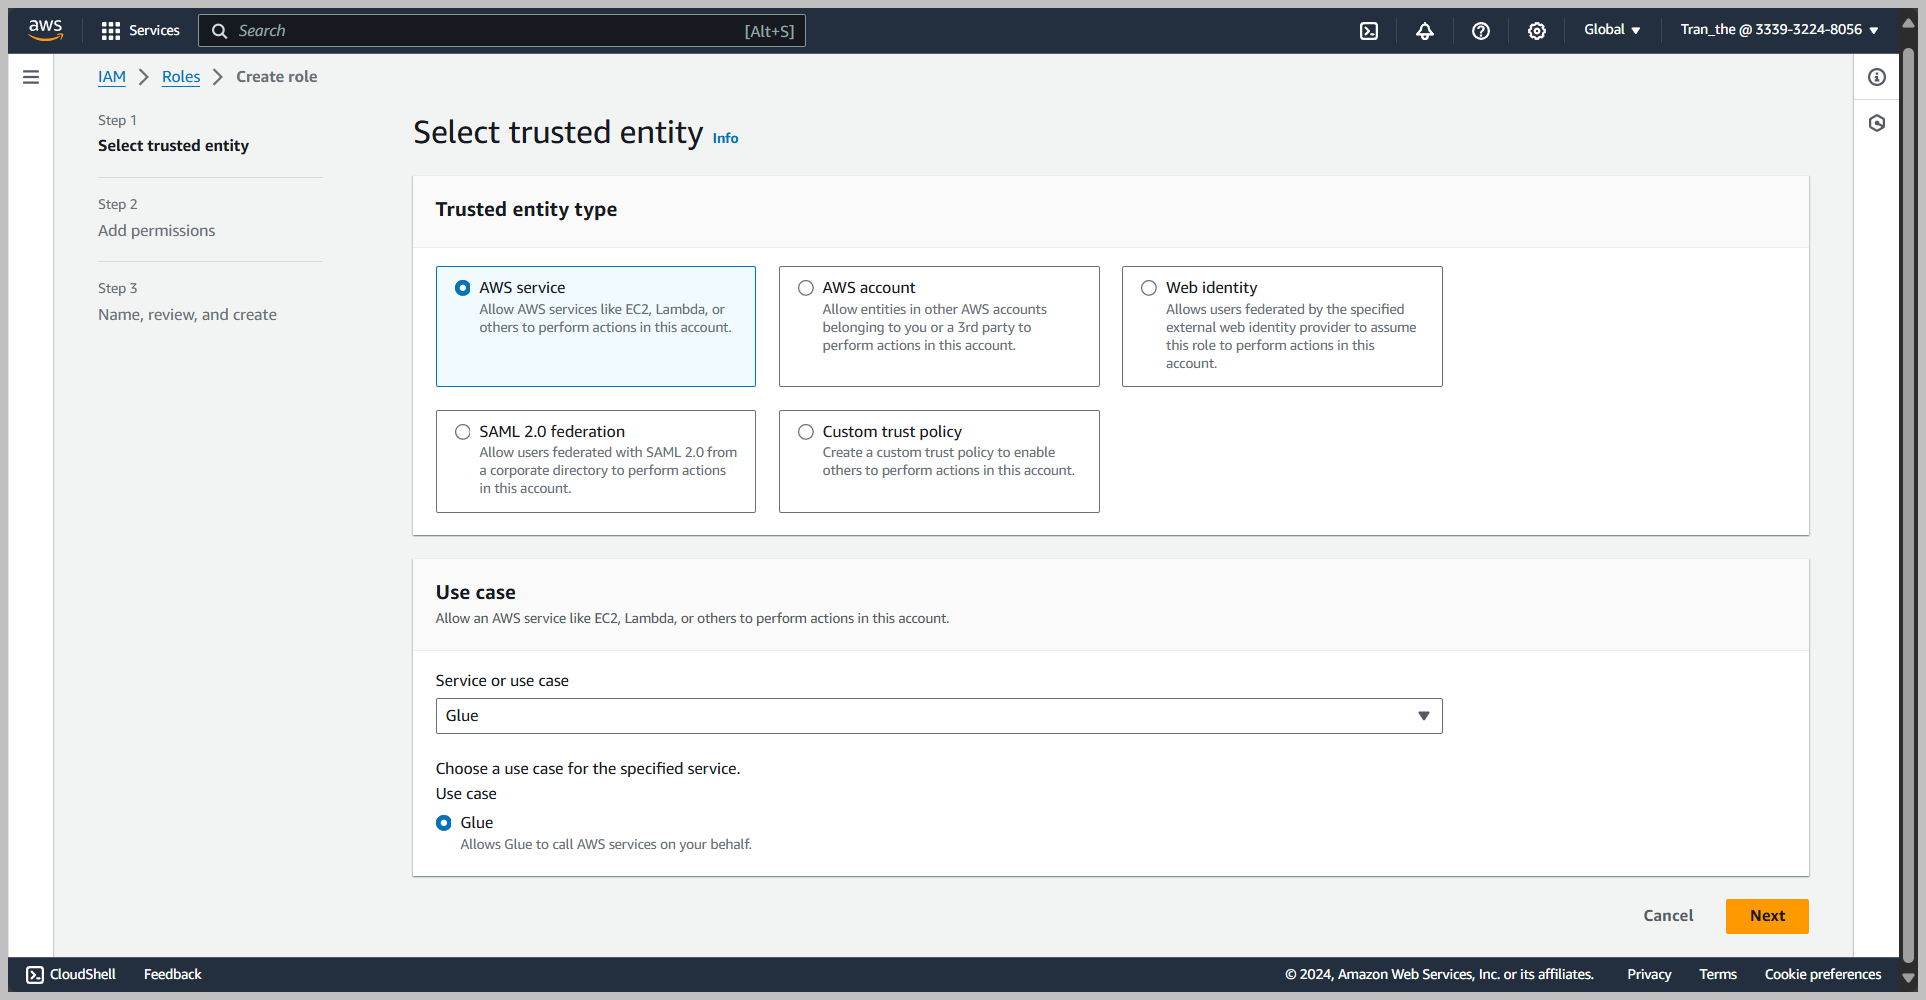 aws
Services
Search
[Alt+S]
Global
Tran_the @ 3339-3224-8056
IAM
Roles
Create role
Step 1
Select trusted entity
Step 2
Add permissions
Step 3
Name, review, and create
Select trusted entity Info
Trusted entity type
AWS service
Allow AWS services like EC2, Lambda, or
others to perform actions in this account.
AWS account
Allow entities in other AWS accounts
belonging to you or a 3rd party to
perform actions in this account.
Web identity
Allows users federated by the specified
external web identity provider to assume
this role to perform actions in this
account.
SAML 2.0 federation
Allow users federated with SAML 2.0 from
a corporate directory to perform actions
in this account.
Custom trust policy
Create a custom trust policy to enable
others to perform actions in this account.
Use case
Allow an AWS service like EC2, Lambda, or others to perform actions in this account.
Service or use case
Glue
Choose a use case for the specified service.
Use case
Glue
Allows Glue to call AWS services on your behalf.
Cancel
Next
CloudShell
Feedback
© 2024, Amazon Web Services, Inc. or its affiliates.
Privacy
Terms
Cookie preferences